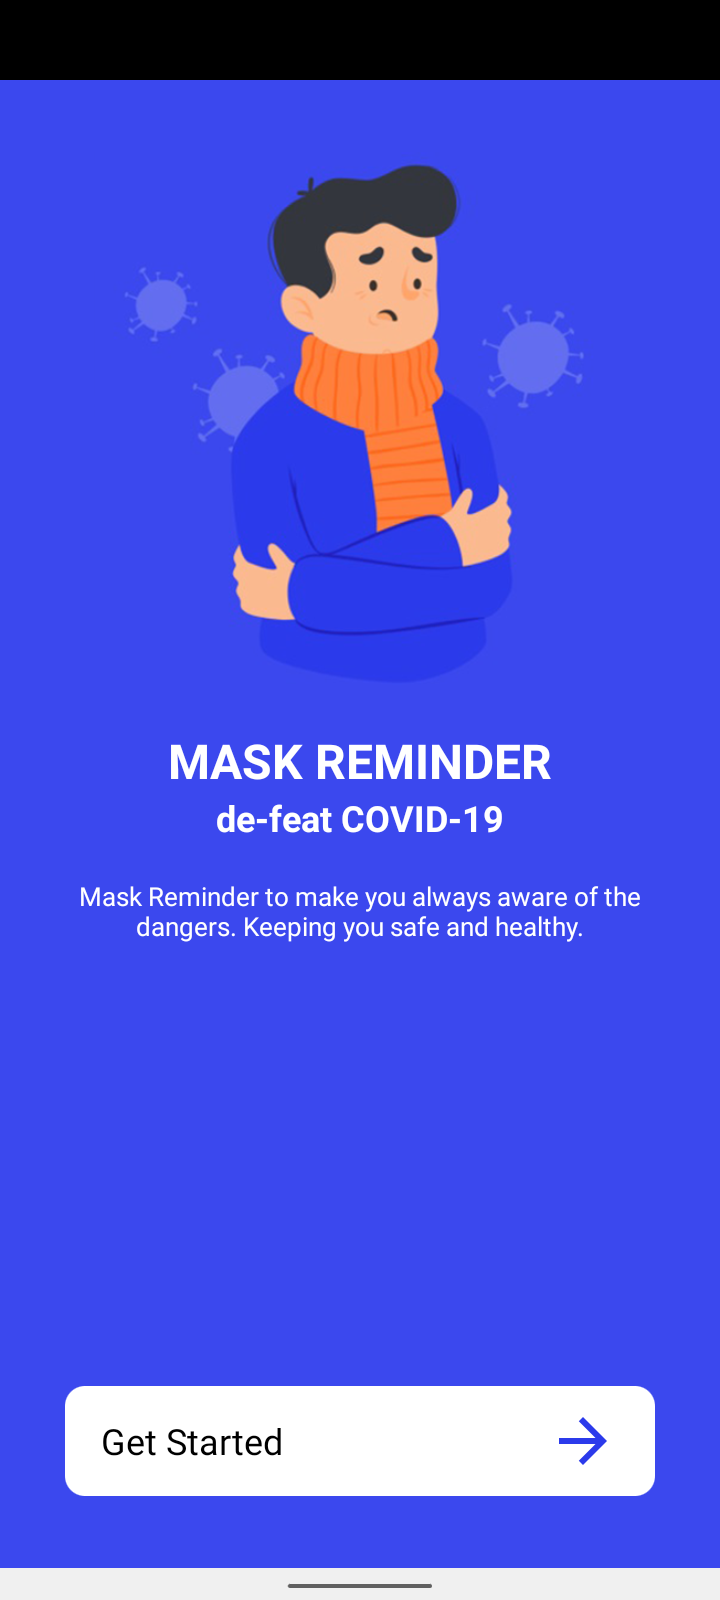 MASK REMINDER
de-feat COVID-19
Mask Reminder to make you always aware of the
dangers. Keeping you safe and healthy.
Get Started